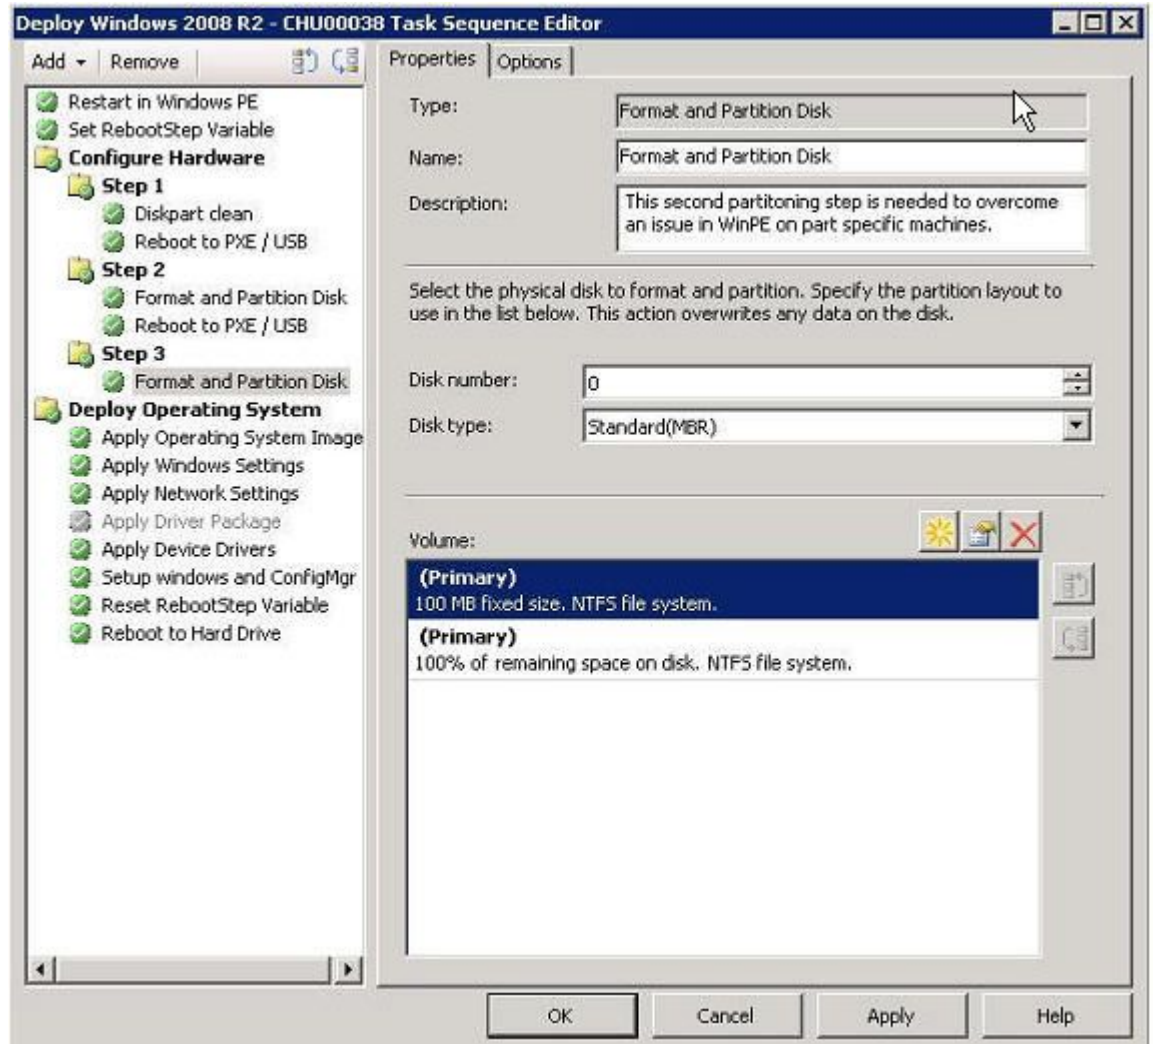 Deploy Windows 2008 R2 - CHU00038 Task Sequence Editor
Add
Remove
Restart in Windows PE
Set RebootStep Variable
Configure Hardware
Step 1
Diskpart clean
Reboot to PXE / USB
Step 2
Format and Partition Disk
Reboot to PXE / USB
Step 3
Format and Partition Disk
Deploy Operating System
Apply Operating System Image
Apply Windows Settings
Apply Network Settings
Apply Driver Package
Apply Device Drivers
Setup windows and ConfigMgr
Reset RebootStep Variable
Reboot to Hard Drive
Properties
Options
Type:
Format and Partition Disk
Name:
Format and Partition Disk
Description:
This second partitoning step is needed to overcome
an issue in WinPE on part specific machines.
Select the physical disk to format and partition. Specify the partition layout to
use in the list below. This action overwrites any data on the disk.
Disk number:
0
Disk type:
Standard(MBR)
Volume:
(Primary)
100 MB fixed size. NTFS file system.
(Primary)
100% of remaining space on disk. NTFS file system.
OK
Cancel
Apply
Help